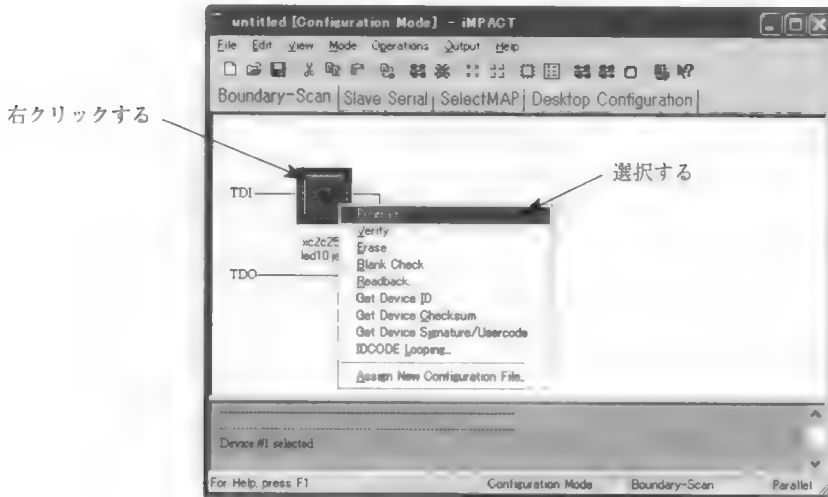 untitled [Configuration Mode] - iMPACT
File Edit View Mode Operations Output Help
Boundary-Scan Slave Serial SelectMAP Desktop Configuration
右クリックする
選択する
TDI
Program...
Verify
xc2c25
Erase
led10.je
Blank Check
TDO
Readback
Get Device ID
Get Device Checksum
Get Device Signature/Usercode
IDCODE Looping...
Assign New Configuration File...
Device #1 selected
For Help, press F1 Configuration Mode Boundary-Scan Parallel